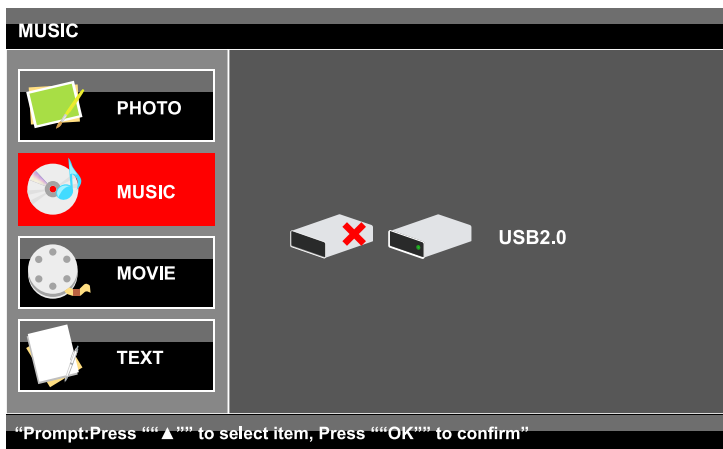 MUSIC
PHOTO
MUSIC
MOVIE
TEXT
USB2.0
“Prompt:Press ““▲”” to select item, Press ““OK”” to confirm”